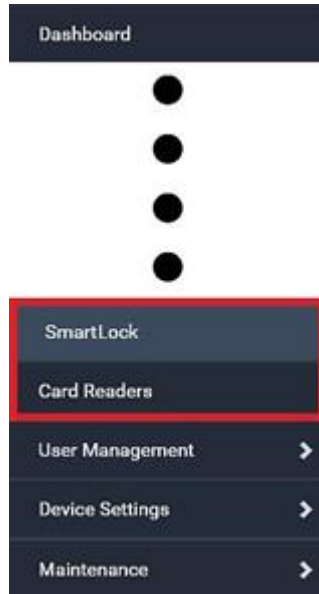 Dashboard
SmartLock
Card Readers
User Management
Device Settings
Maintenance